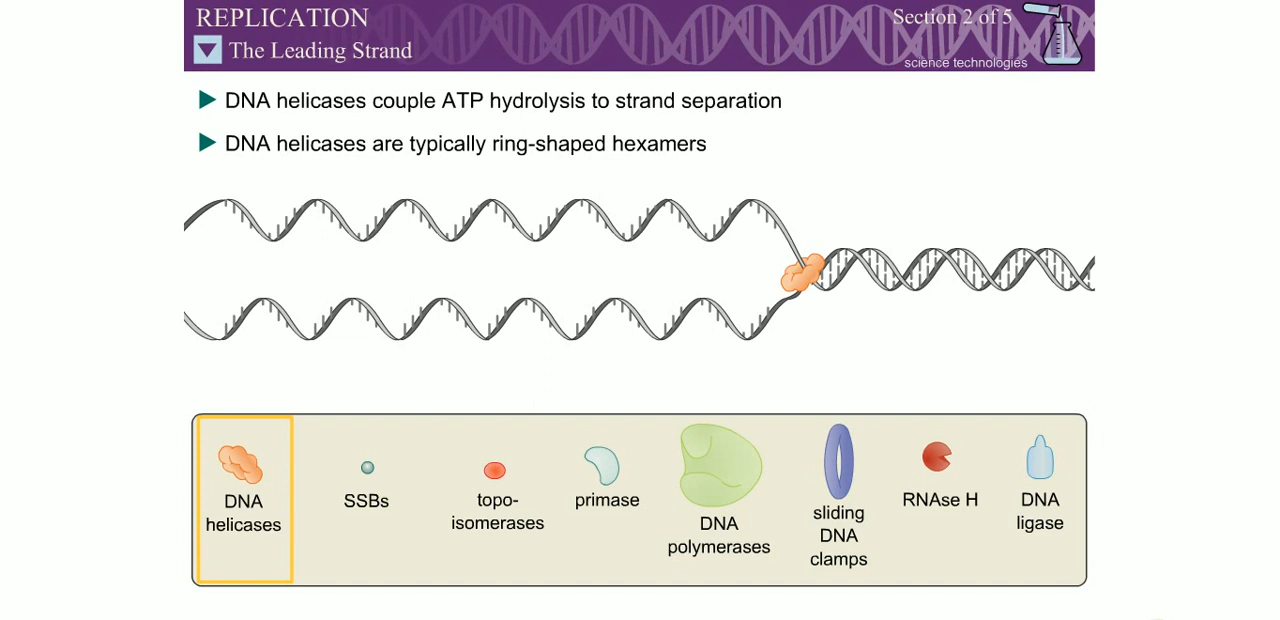 REPLICATION
Section 2 of 5
The Leading Strand
science technologies
DNA helicases couple ATP hydrolysis to strand separation
DNA helicases are typically ring-shaped hexamers
DNA
helicases
SSBs
topo-
isomerases
primase
DNA
polymerases
sliding
DNA
clamps
RNAse H
DNA
ligase